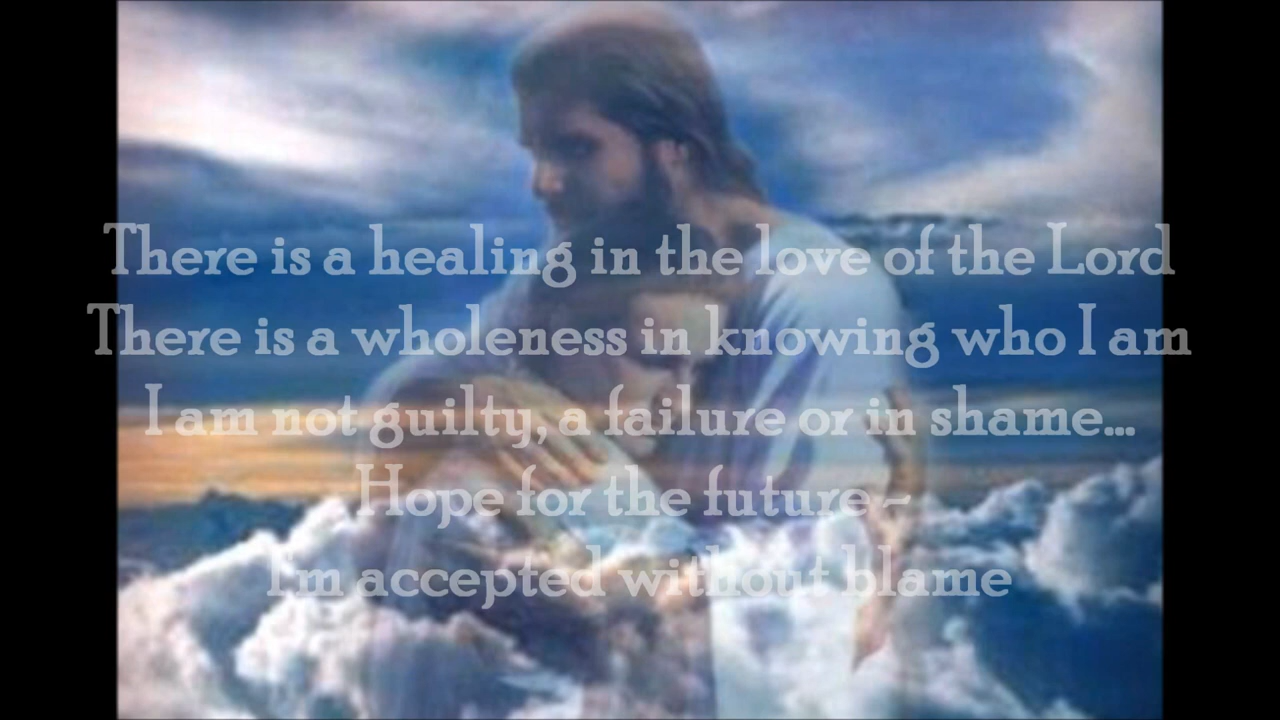 There is a healing in the love of the Lord
There is a wholeness in knowing who I am
I am not guilty, a failure or in shame...
Hope for the future ~
I'm accepted without blame